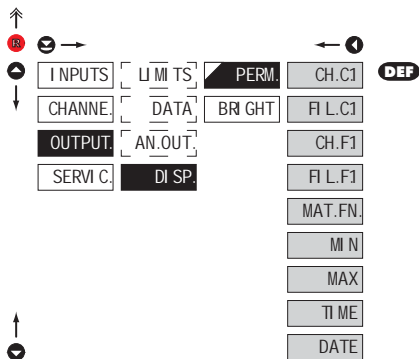 R
INPUTS LIMITS PERM. CH.C1 DEF
CHANNE. DATA BRIGHT FIL.C1
OUTPUT. AN.OUT. CH.F1
SERVIC. DISP. FIL.F1
MAT.FN.
MIN
MAX
TIME
DATE